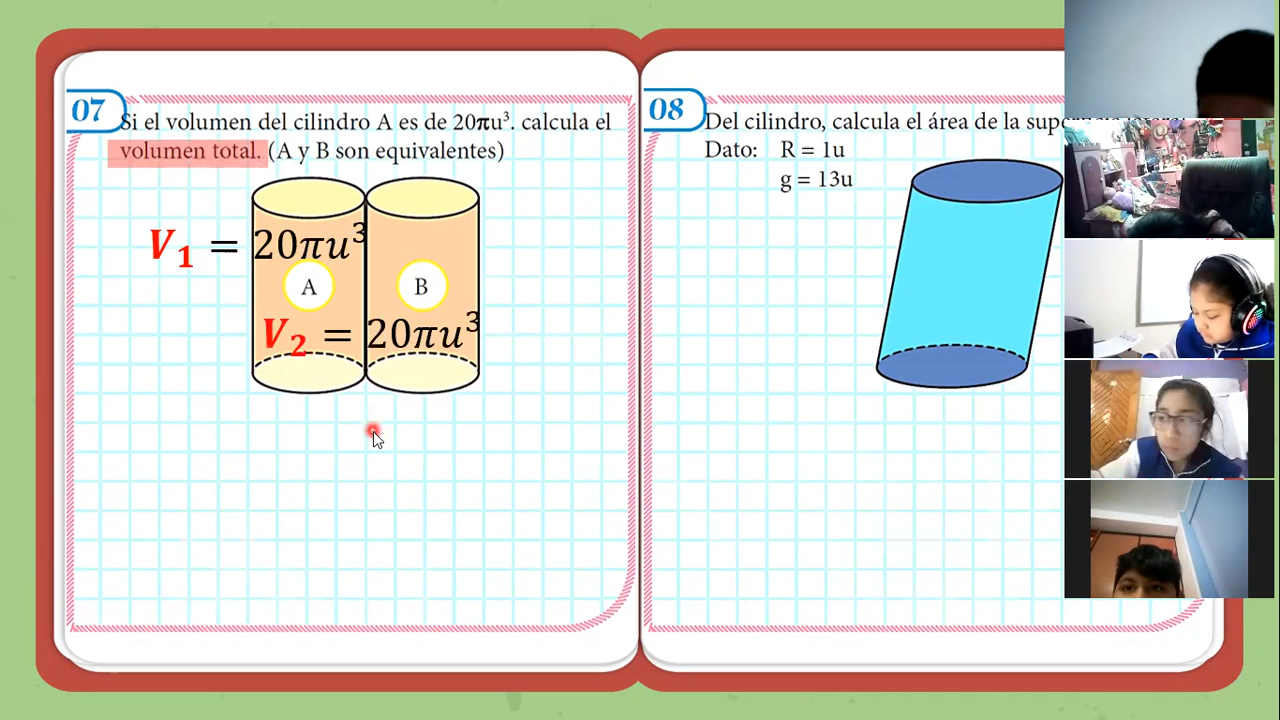 07
Si el volumen del cilindro A es de 20πu³. calcula el
volumen total. (A y B son equivalentes)
V₁ = 20πu³
A
B
V₂ = 20πu³
08
Del cilindro, calcula el área de la
Dato: R = 1u
g = 13u